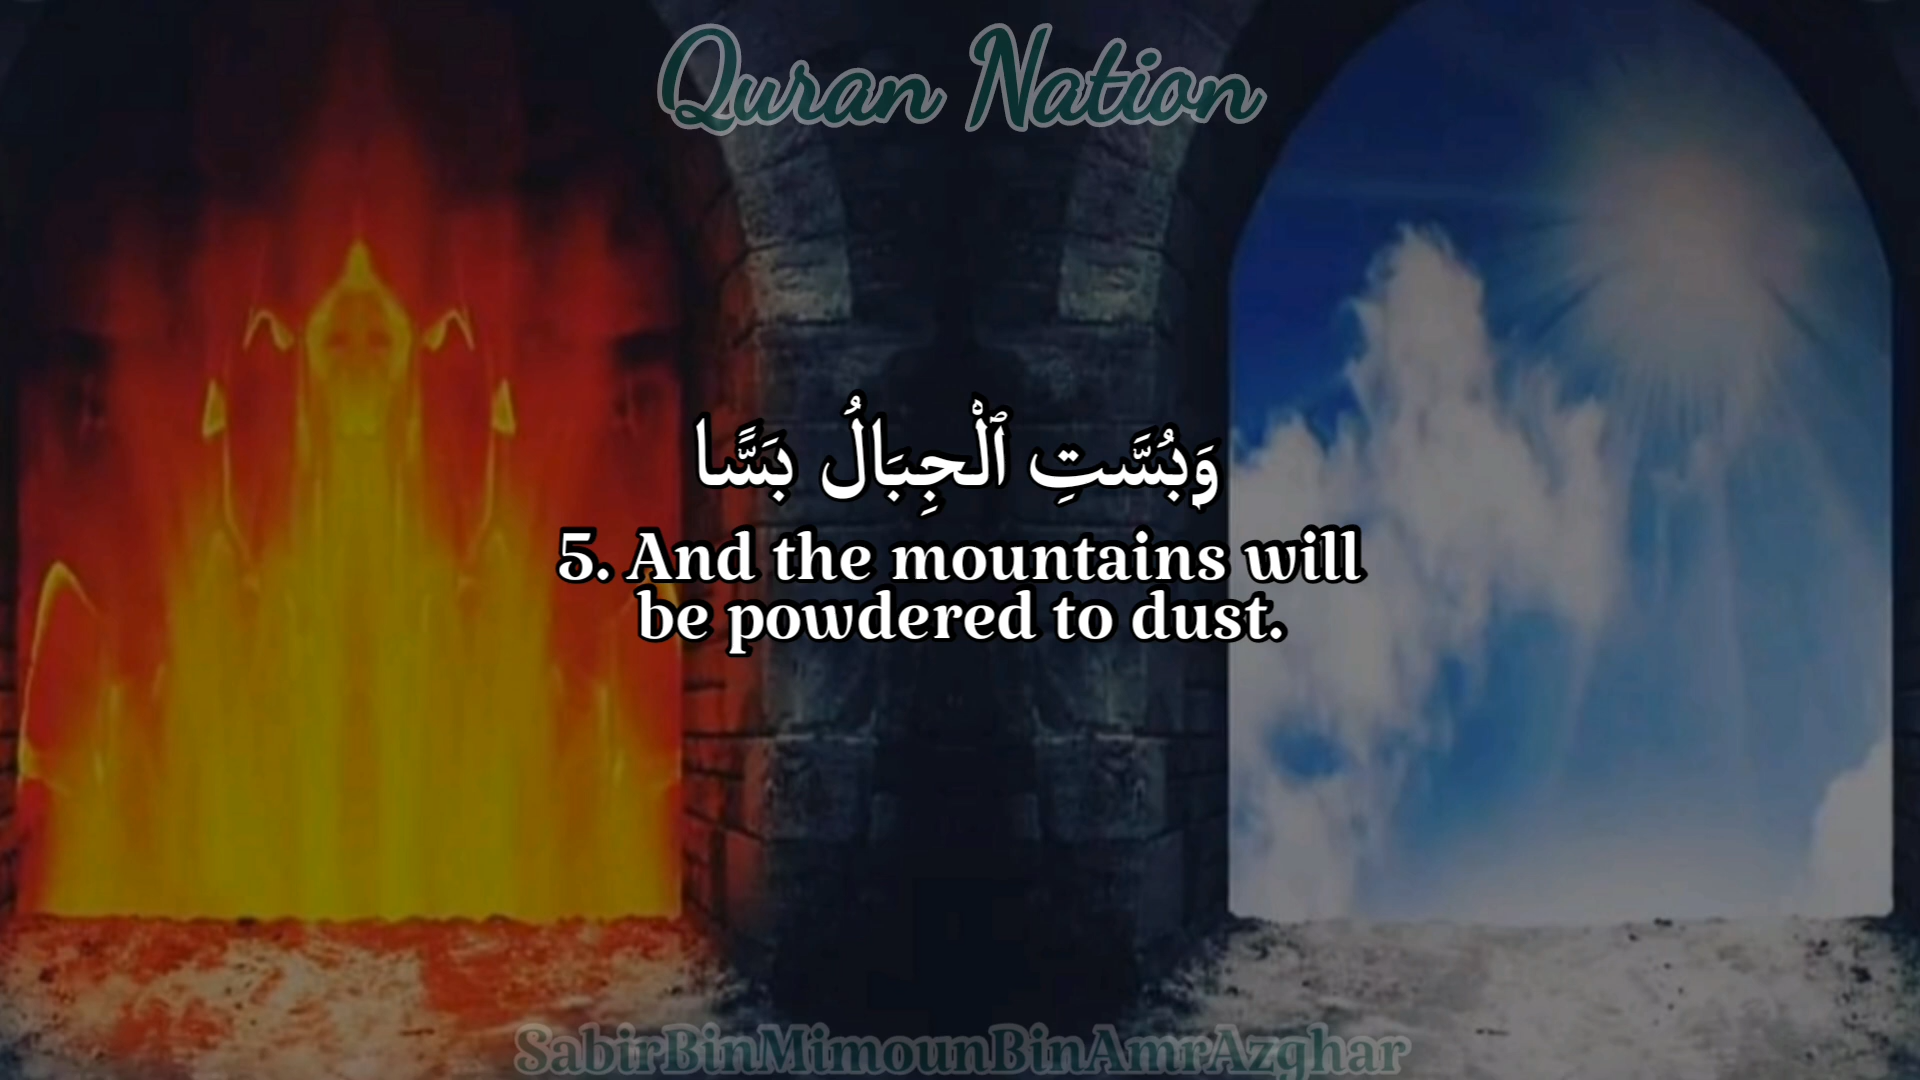 Quran Nation
وَبُسَّتِ ٱلْجِبَالُ بَسًّا
5. And the mountains will
be powdered to dust.
SabirBinMimounBinAmrAzghar